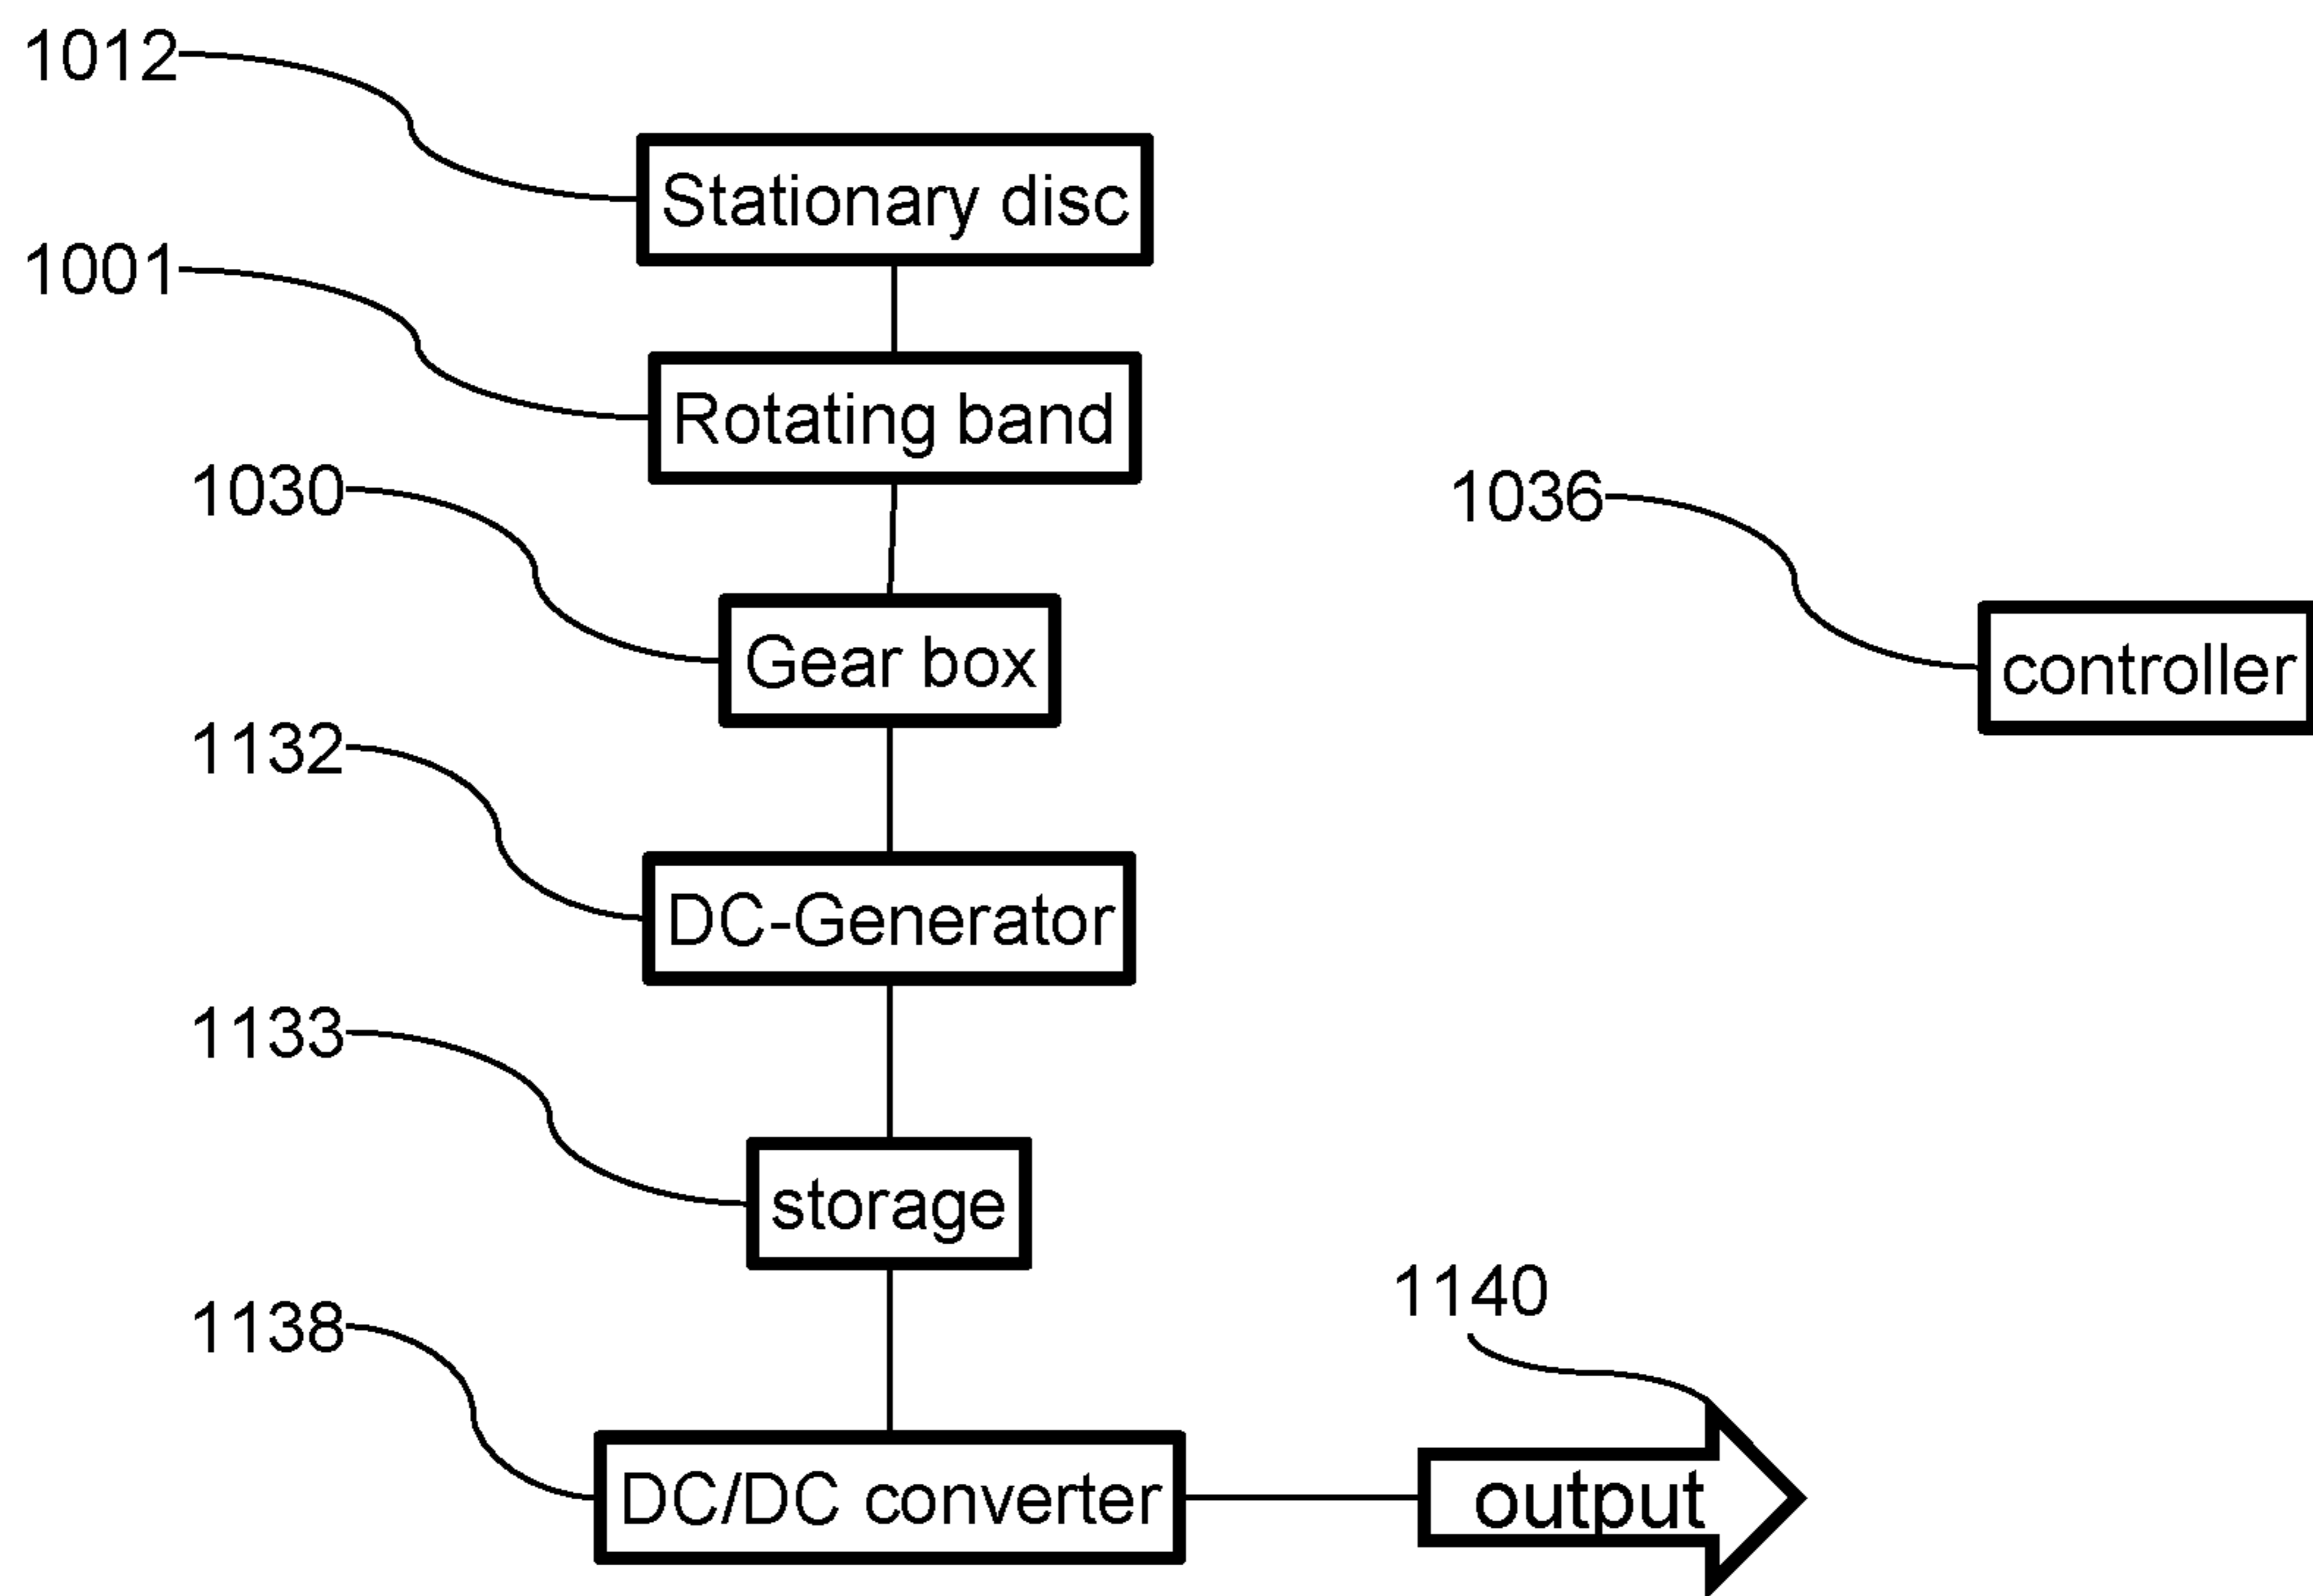 1012
Stationary disc
1001
Rotating band
1030
1036
Gear box
controller
1132
DC-Generator
1133
storage
1138
1140
DC/DC converter
output